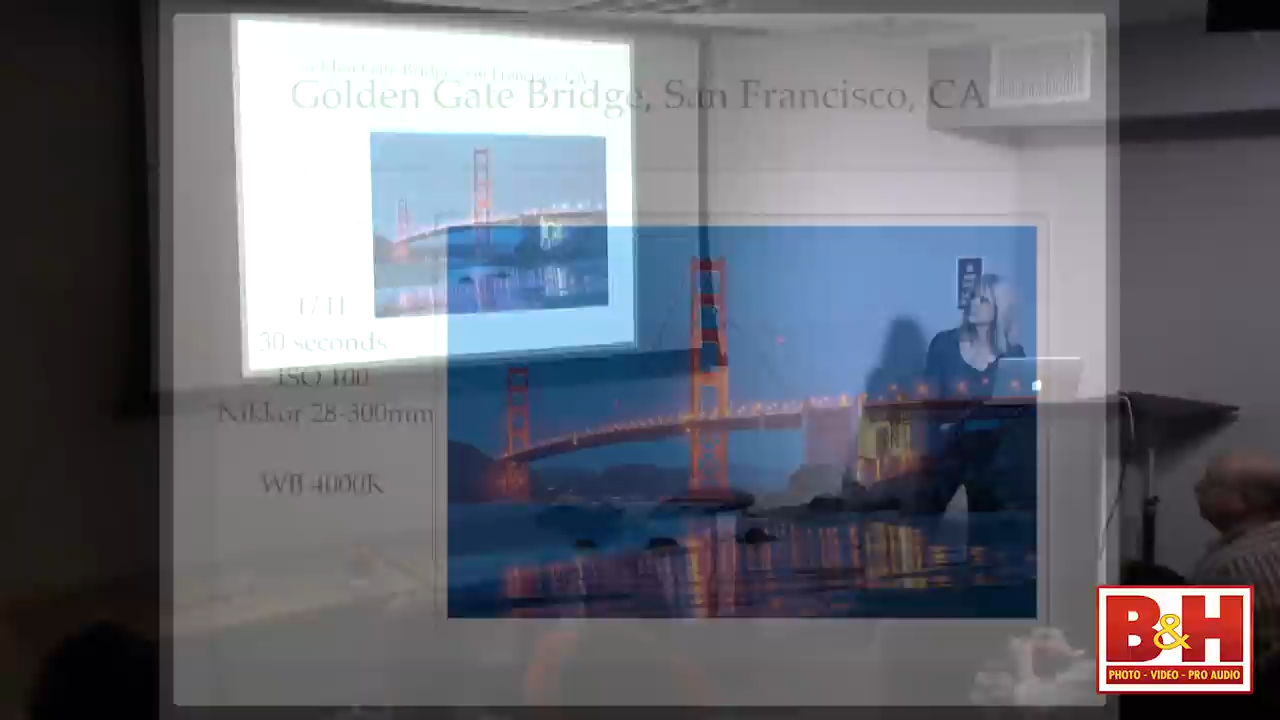 Golden Gate Bridge, San Francisco, CA
30 seconds
ISO 100
Nikkor 28-300mm
WB 4000K
B&H
PHOTO - VIDEO - PRO AUDIO